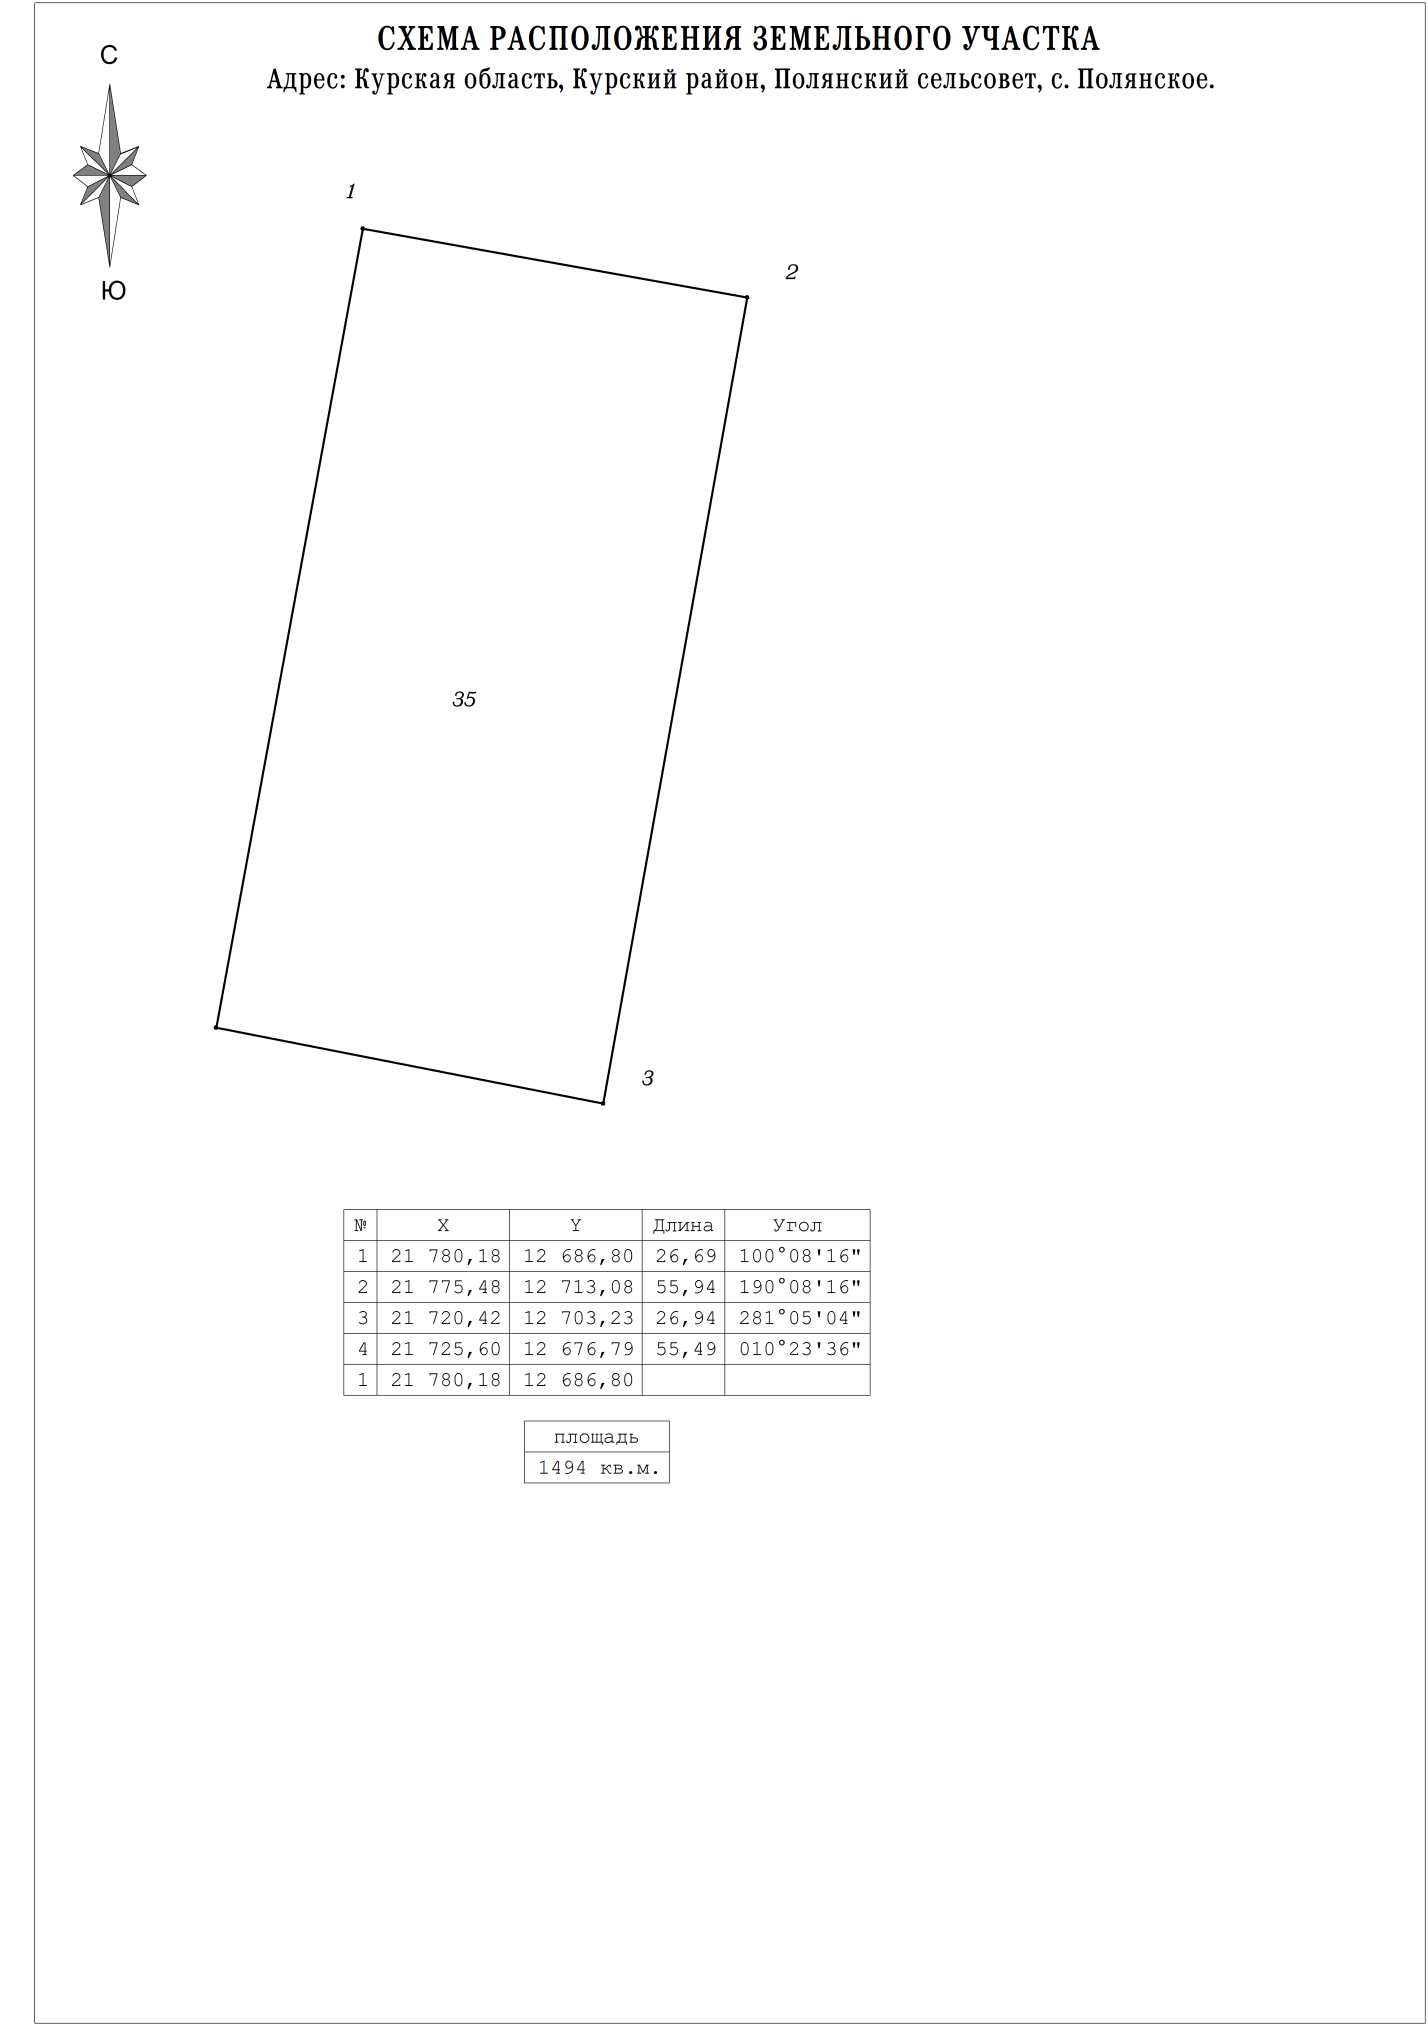 СХЕМА РАСПОЛОЖЕНИЯ ЗЕМЕЛЬНОГО УЧАСТКА
Адрес: Курская область, Курский район, Полянский сельсовет, с. Полянское.
С
Ю
1
2
35
3
№ X Y Длина Угол
1 21 780,18 12 686,80 26,69 100°08'16"
2 21 775,48 12 713,08 55,94 190°08'16"
3 21 720,42 12 703,23 26,94 281°05'04"
4 21 725,60 12 676,79 55,49 010°23'36"
1 21 780,18 12 686,80
площадь
1494 кв.м.